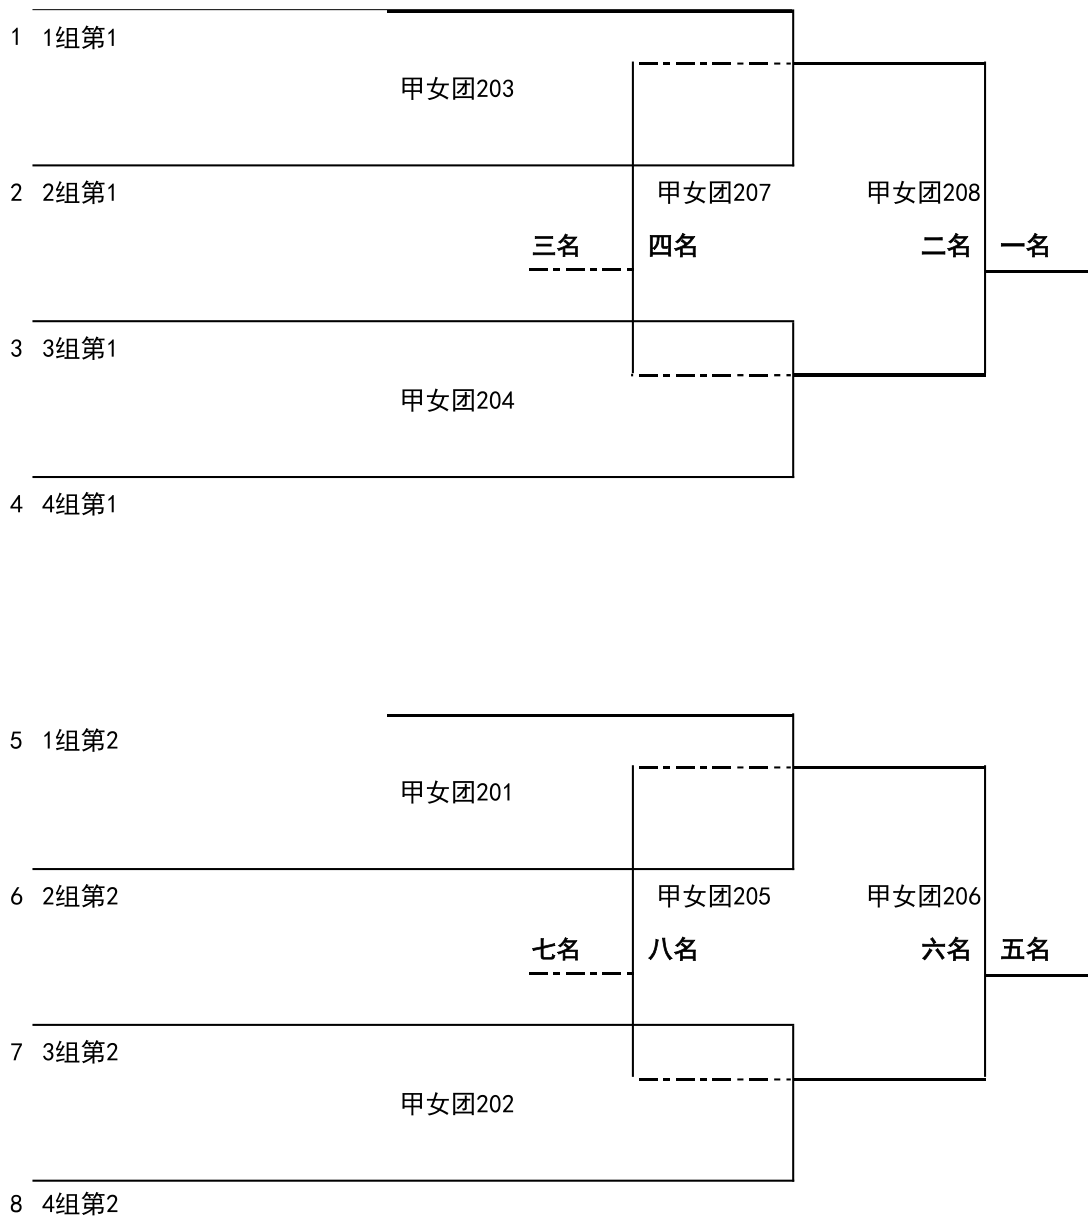 1 1组第1
甲女团203
2 2组第1
甲女团207 甲女团208
三名 四名 二名 一名
3 3组第1
甲女团204
4 4组第1
5 1组第2
甲女团201
6 2组第2
甲女团205 甲女团206
七名 八名 六名 五名
7 3组第2
甲女团202
8 4组第2